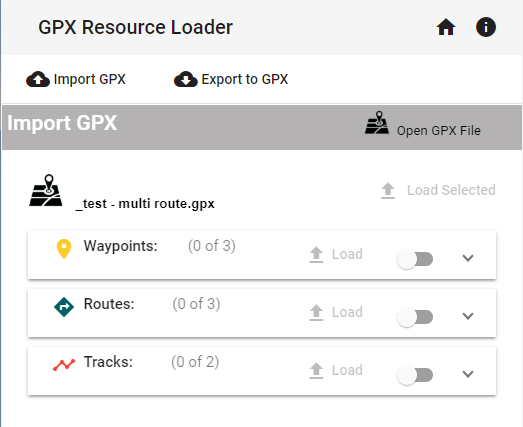 GPX Resource Loader
Import GPX Export to GPX
Import GPX Open GPX File
_test - multi route.gpx Load Selected
Waypoints: (0 of 3) Load
Routes: (0 of 3) Load
Tracks: (0 of 2) Load